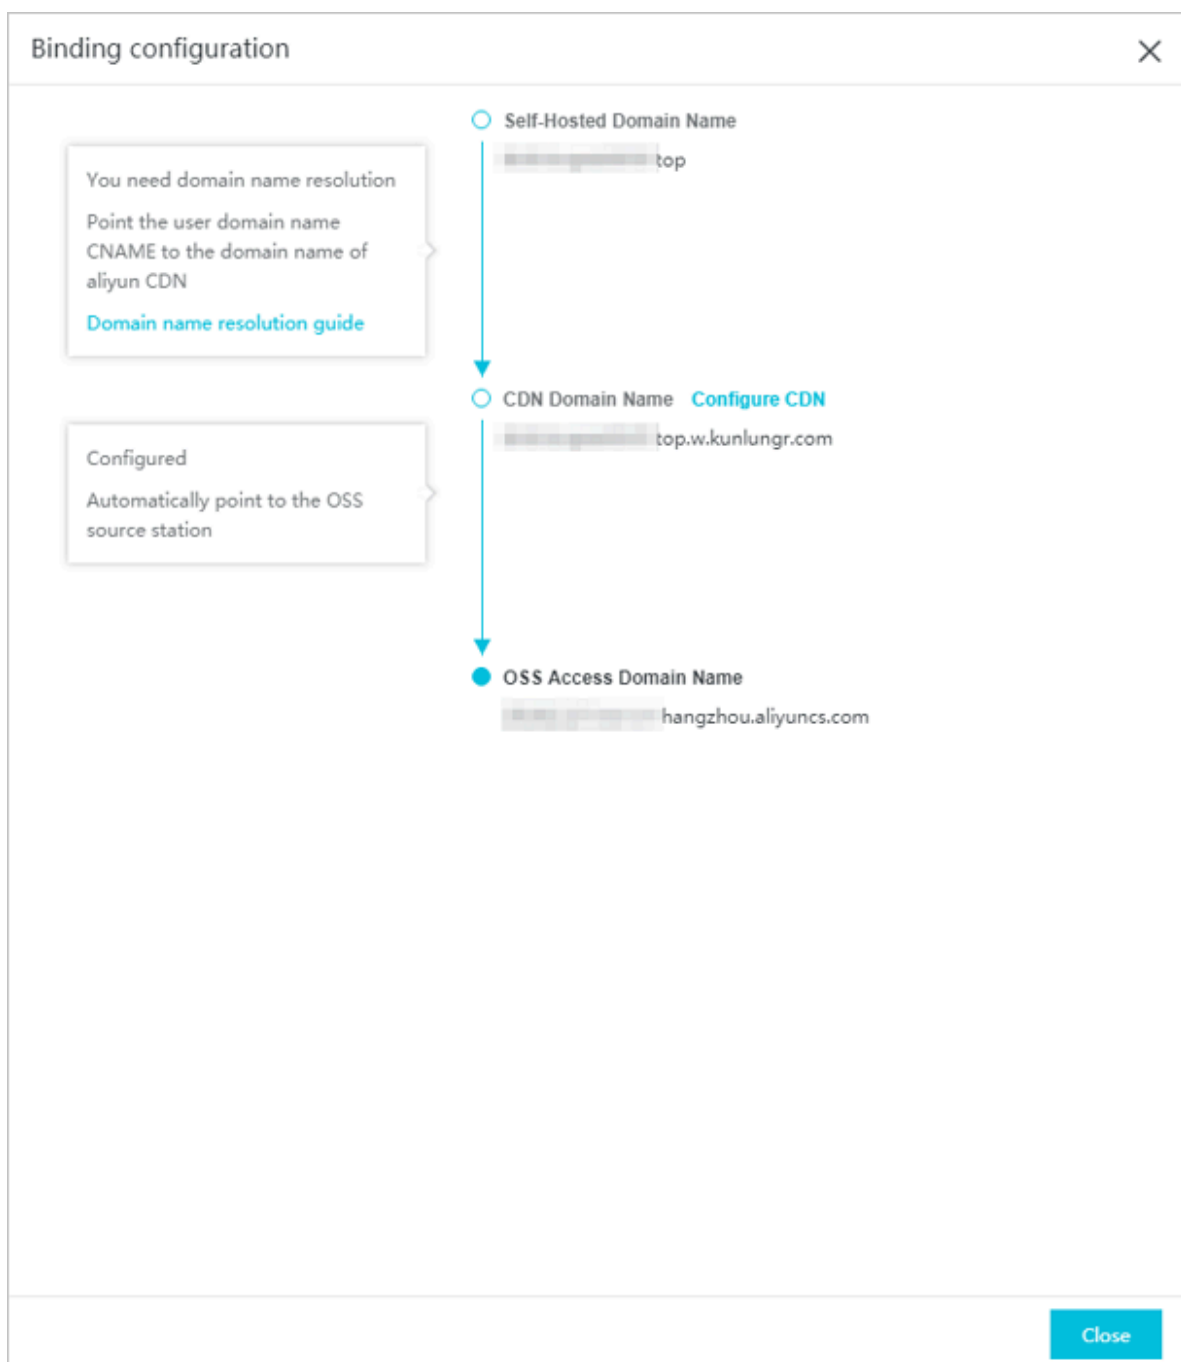 Binding configuration
Self-Hosted Domain Name
top
You need domain name resolution
Point the user domain name
CNAME to the domain name of
aliyun CDN
Domain name resolution guide
CDN Domain Name Configure CDN
top.w.kunlungr.com
Configured
Automatically point to the OSS
source station
OSS Access Domain Name
hangzhou.aliyuncs.com
Close